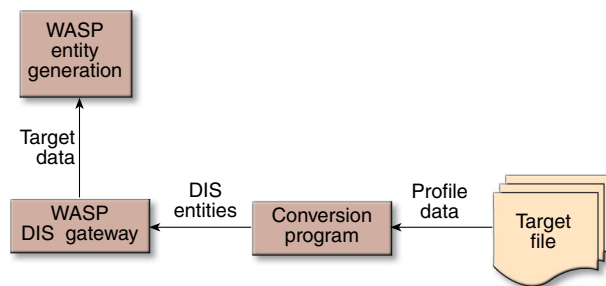 WASP
entity
generation
Target
data
WASP
DIS gateway
DIS
entities
Conversion
program
Profile
data
Target
file